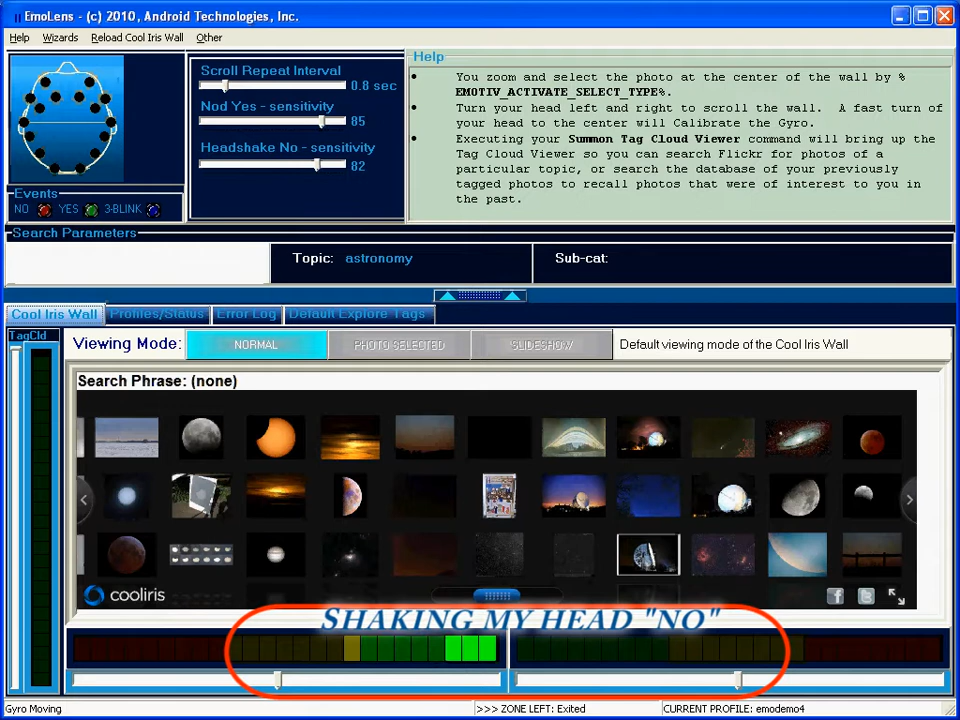 EmoLens - (c) 2010, Android Technologies, Inc.
Help Wizards Reload Cool Iris Wall Other
Scroll Repeat Interval
0.8 sec
Nod Yes - sensitivity
85
Headshake No - sensitivity
82
Events
NO YES 3-BLINK
Help
You zoom and select the photo at the center of the wall by %
EMOTIV_ACTIVATE_SELECT_TYPE%.
Turn your head left and right to scroll the wall. A fast turn of
your head to the center will Calibrate the Gyro.
Executing your Summon Tag Cloud Viewer command will bring up the
Tag Cloud Viewer so you can search Flickr for photos of a
particular topic, or search the database of your previously
tagged photos to recall photos that were of interest to you in
the past.
Search Parameters
Topic: astronomy
Sub-cat:
Cool Iris Wall Profiles/Status Error Log Default Explore Tags
TagCld
Viewing Mode: NORMAL PHOTO SELECTED SLIDESHOW Default viewing mode of the Cool Iris Wall
Search Phrase: (none)
cooliris
SHAKING MY HEAD "NO"
Gyro Moving >>> ZONE LEFT: Exited CURRENT PROFILE: emodemo4